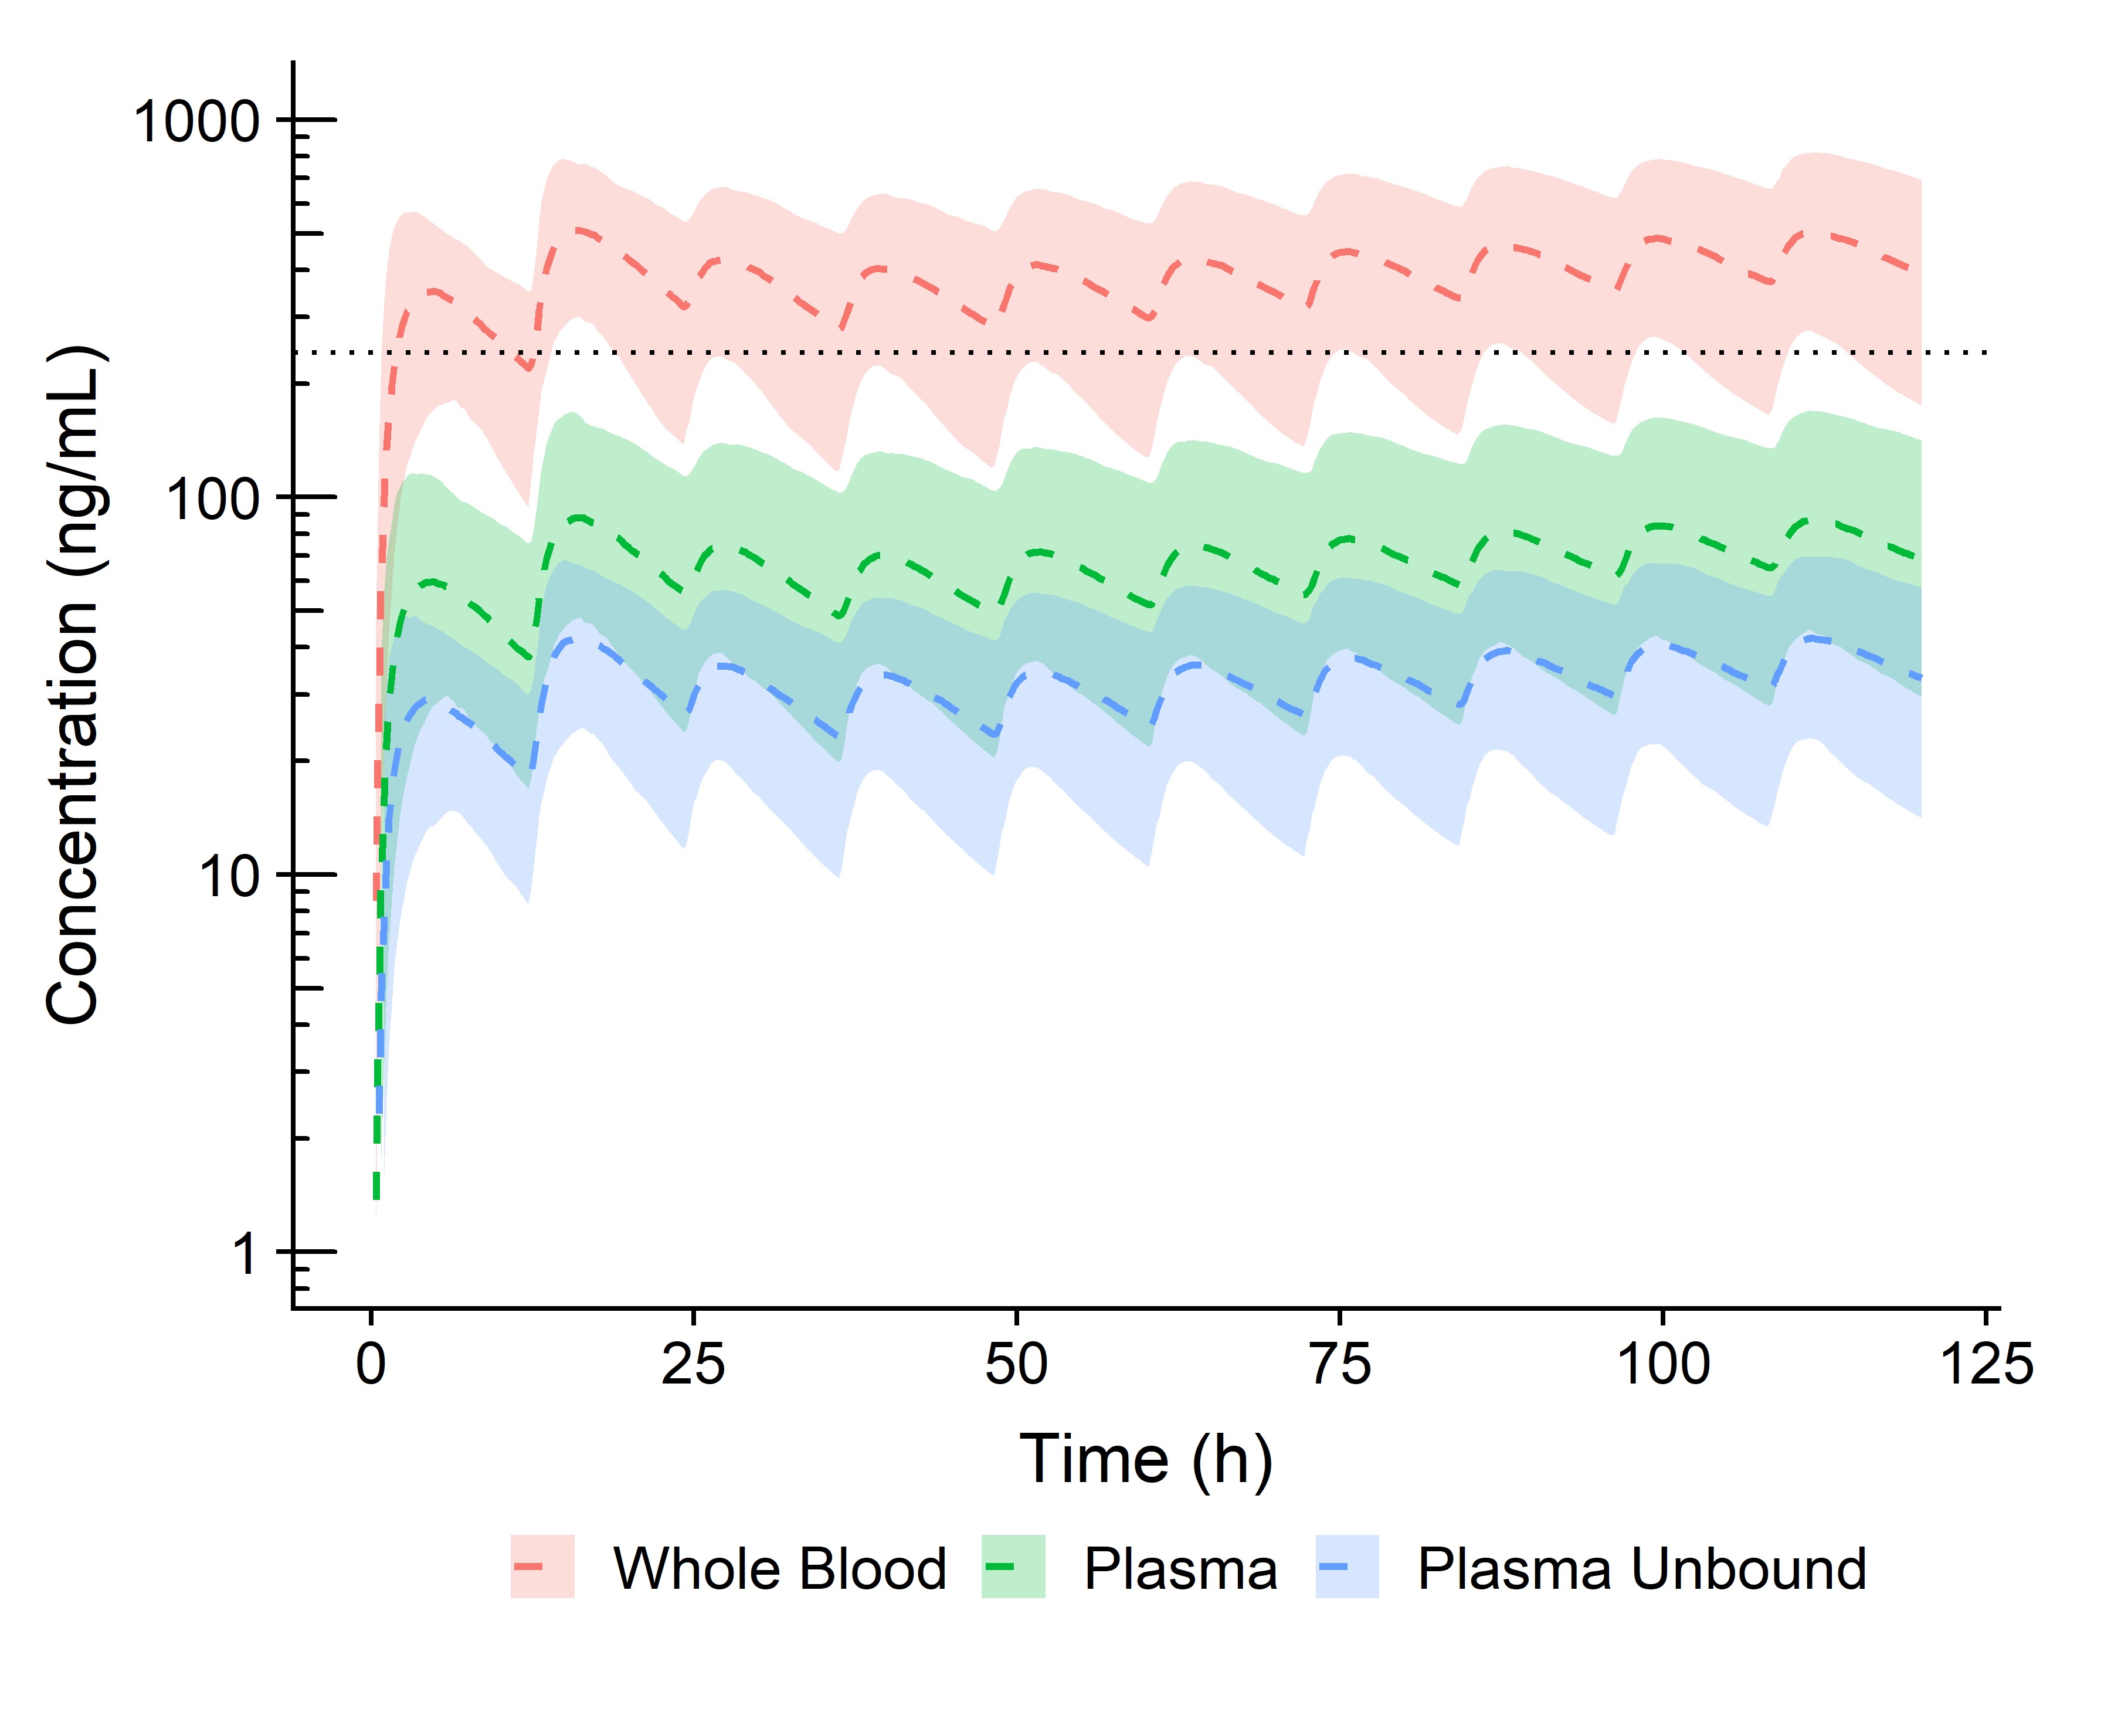 Concentration (ng/mL)
1000
100
10
1
0 25 50 75 100 125
Time (h)
Whole Blood Plasma Plasma Unbound